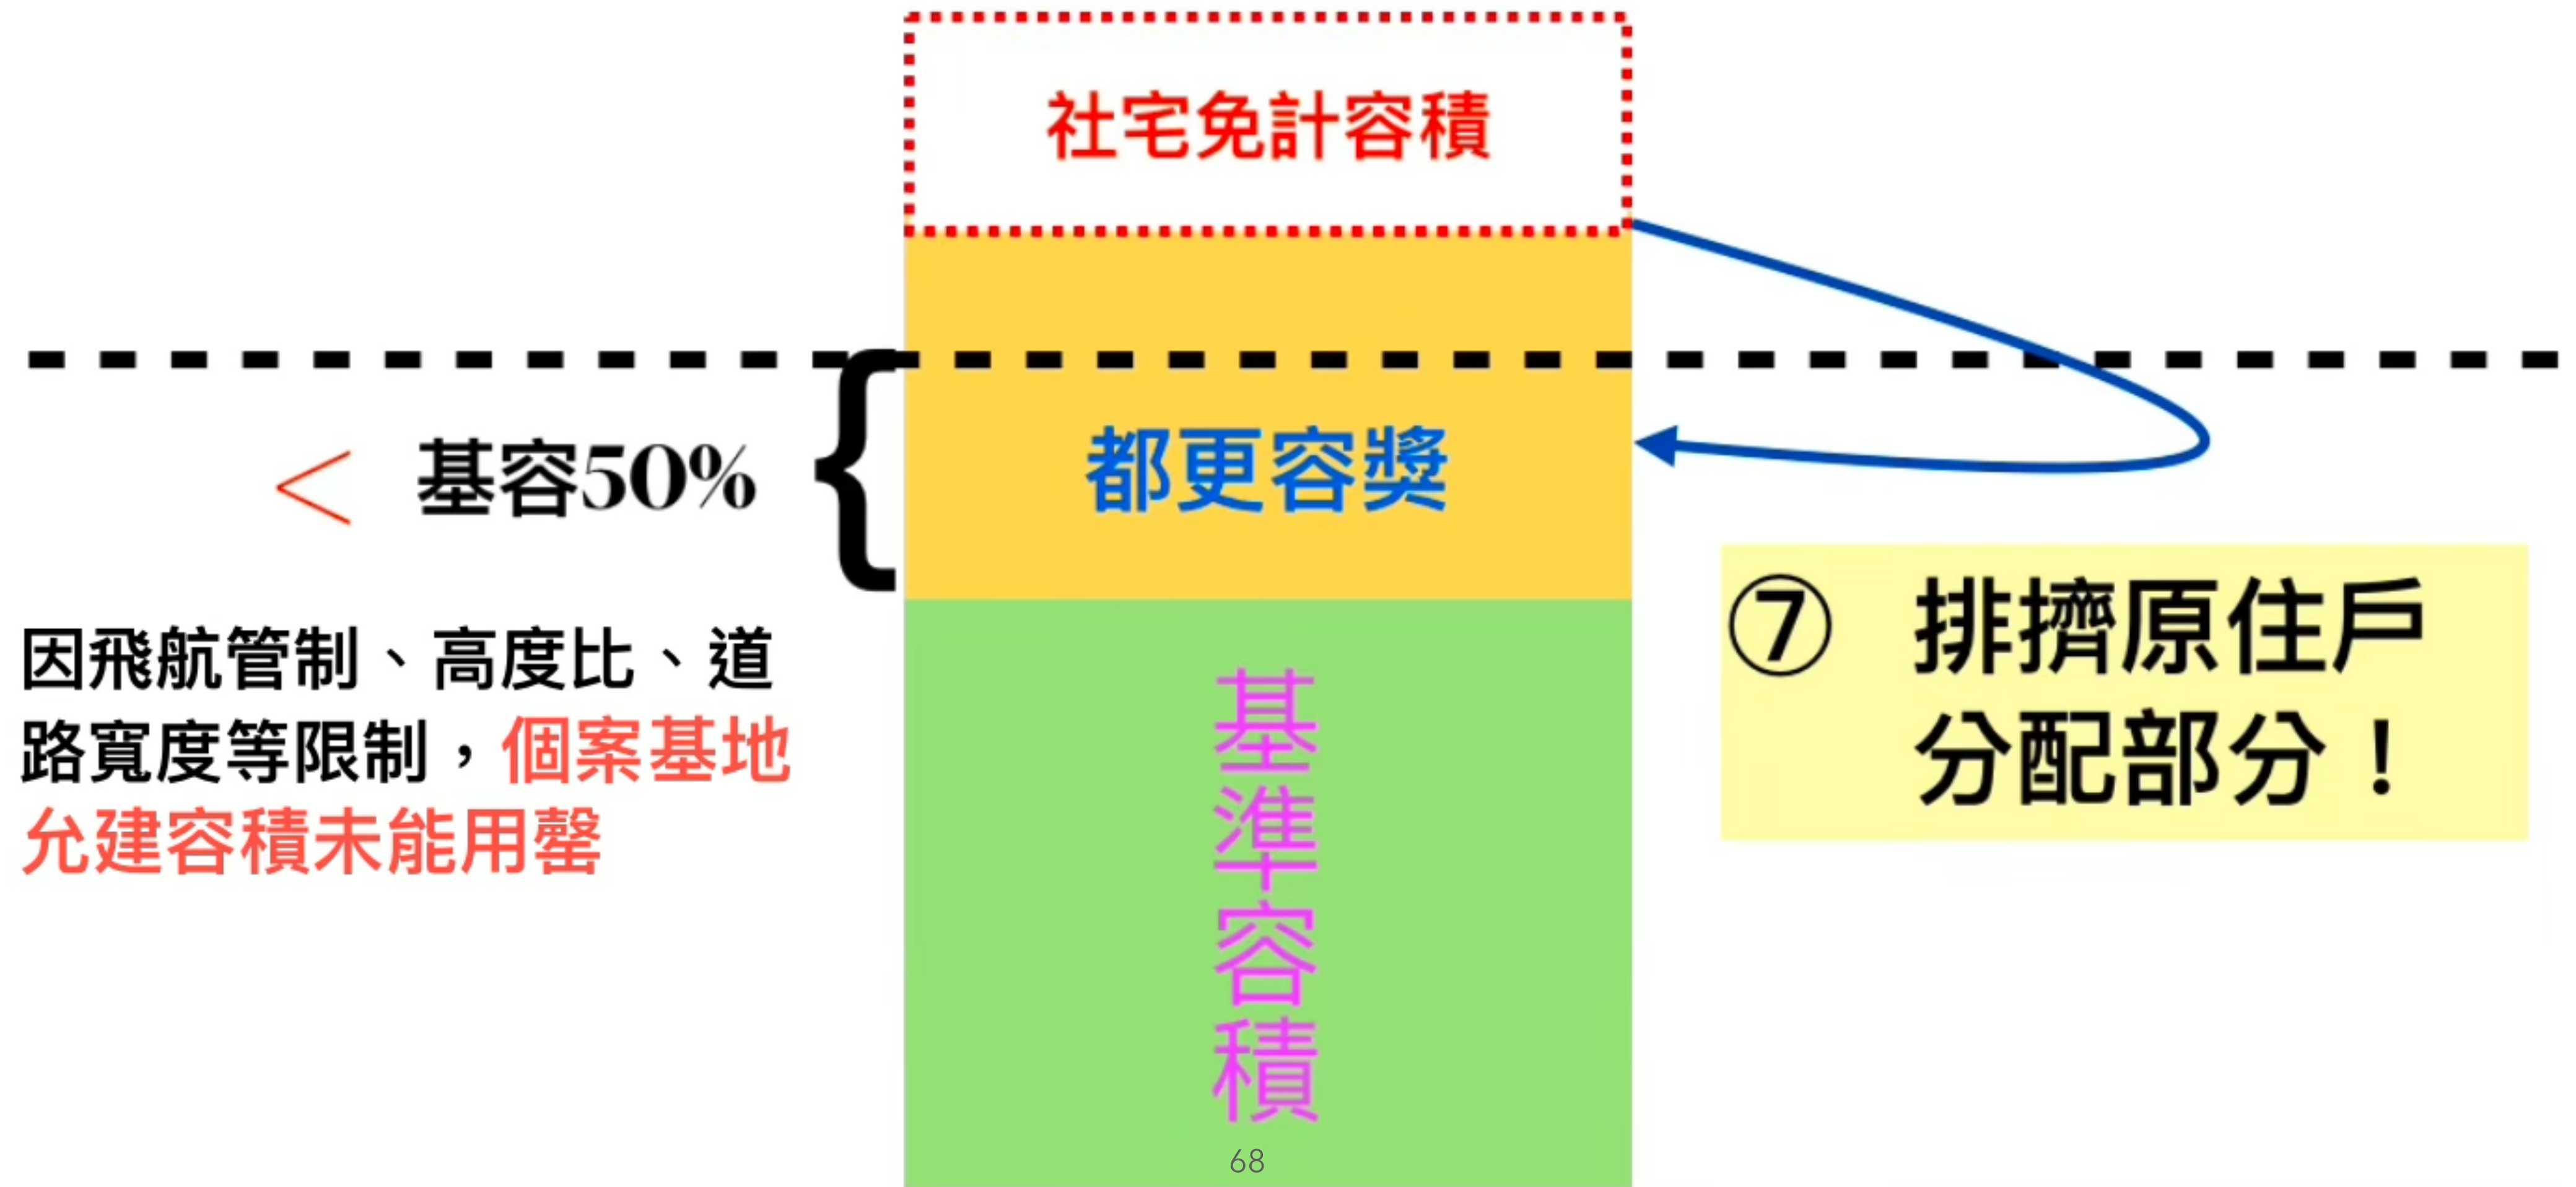 社宅免計容積
< 基容50%
都更容獎
因飛航管制、高度比、道
路寬度等限制，個案基地
允建容積未能用罄
⑦ 排擠原住戶
分配部分！
基準容積
68